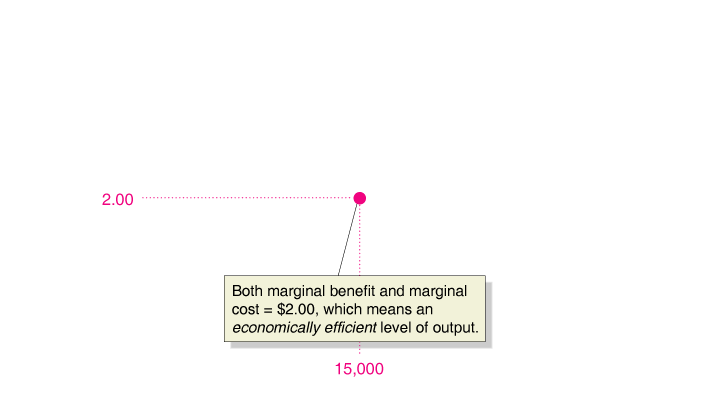 2.00
Both marginal benefit and marginal
cost = $2.00, which means an
economically efficient level of output.
15,000